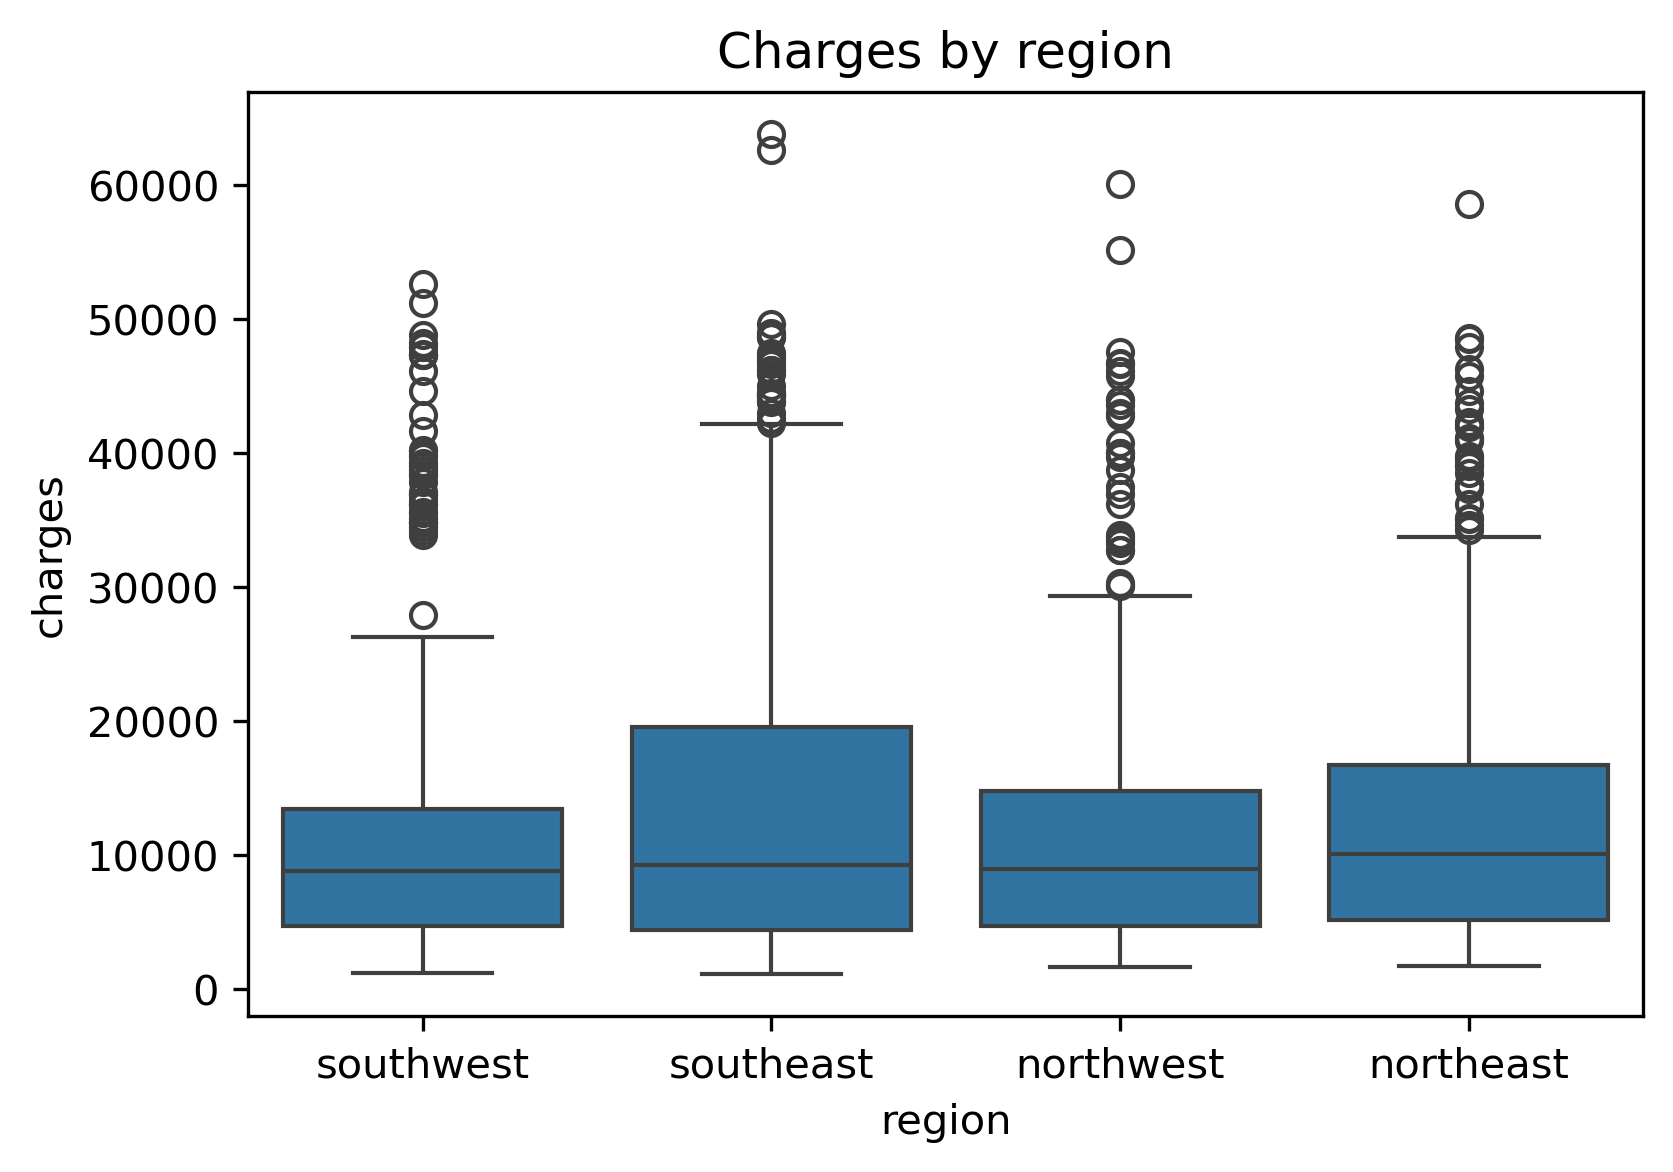 Charges by region
charges
60000
50000
40000
30000
20000
10000
0
southwest southeast northwest northeast
region